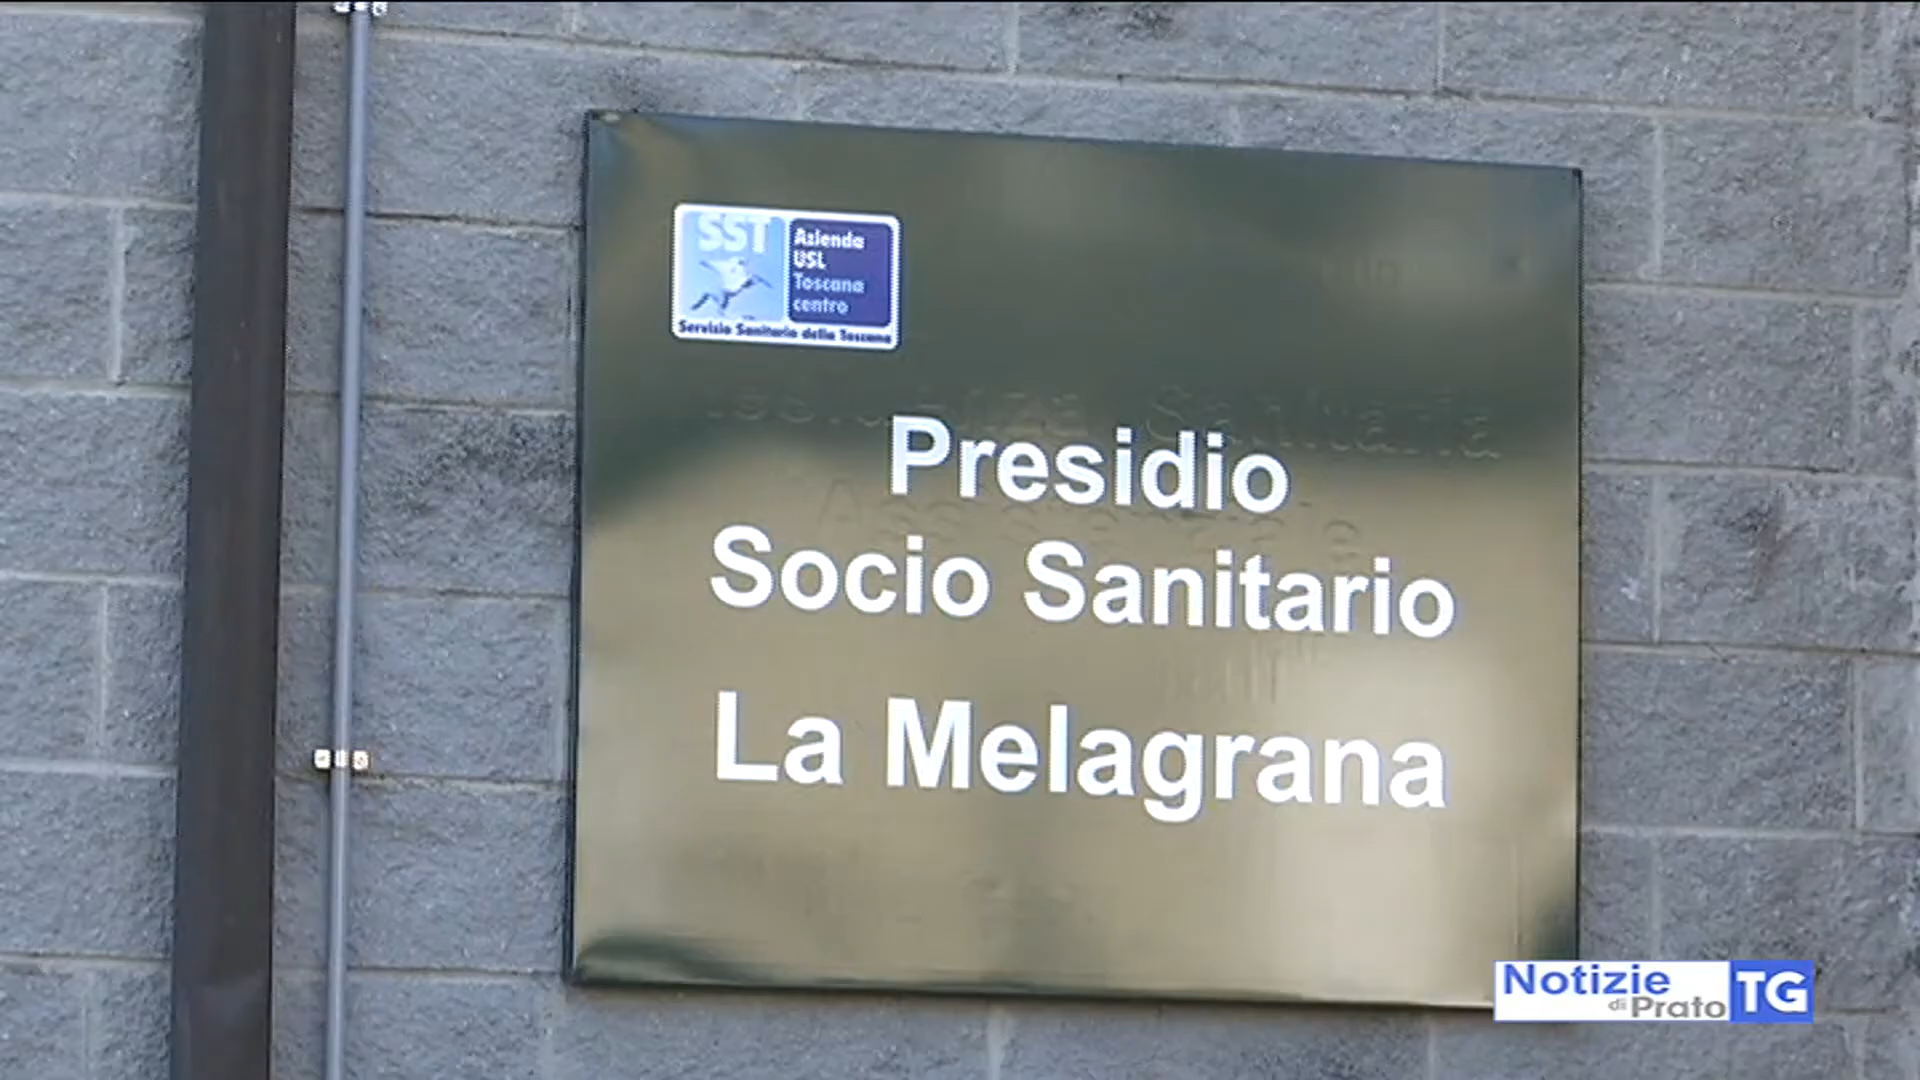 SST
Azienda
USL
Toscana
centro
Servizio Sanitario della Toscana
Presidio
Socio Sanitario
La Melagrana
Notizie
di Prato
TG